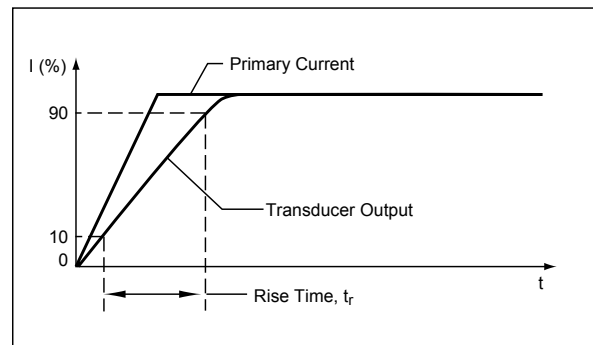 I (%)
Primary Current
90
Transducer Output
10
0
t
Rise Time, tr